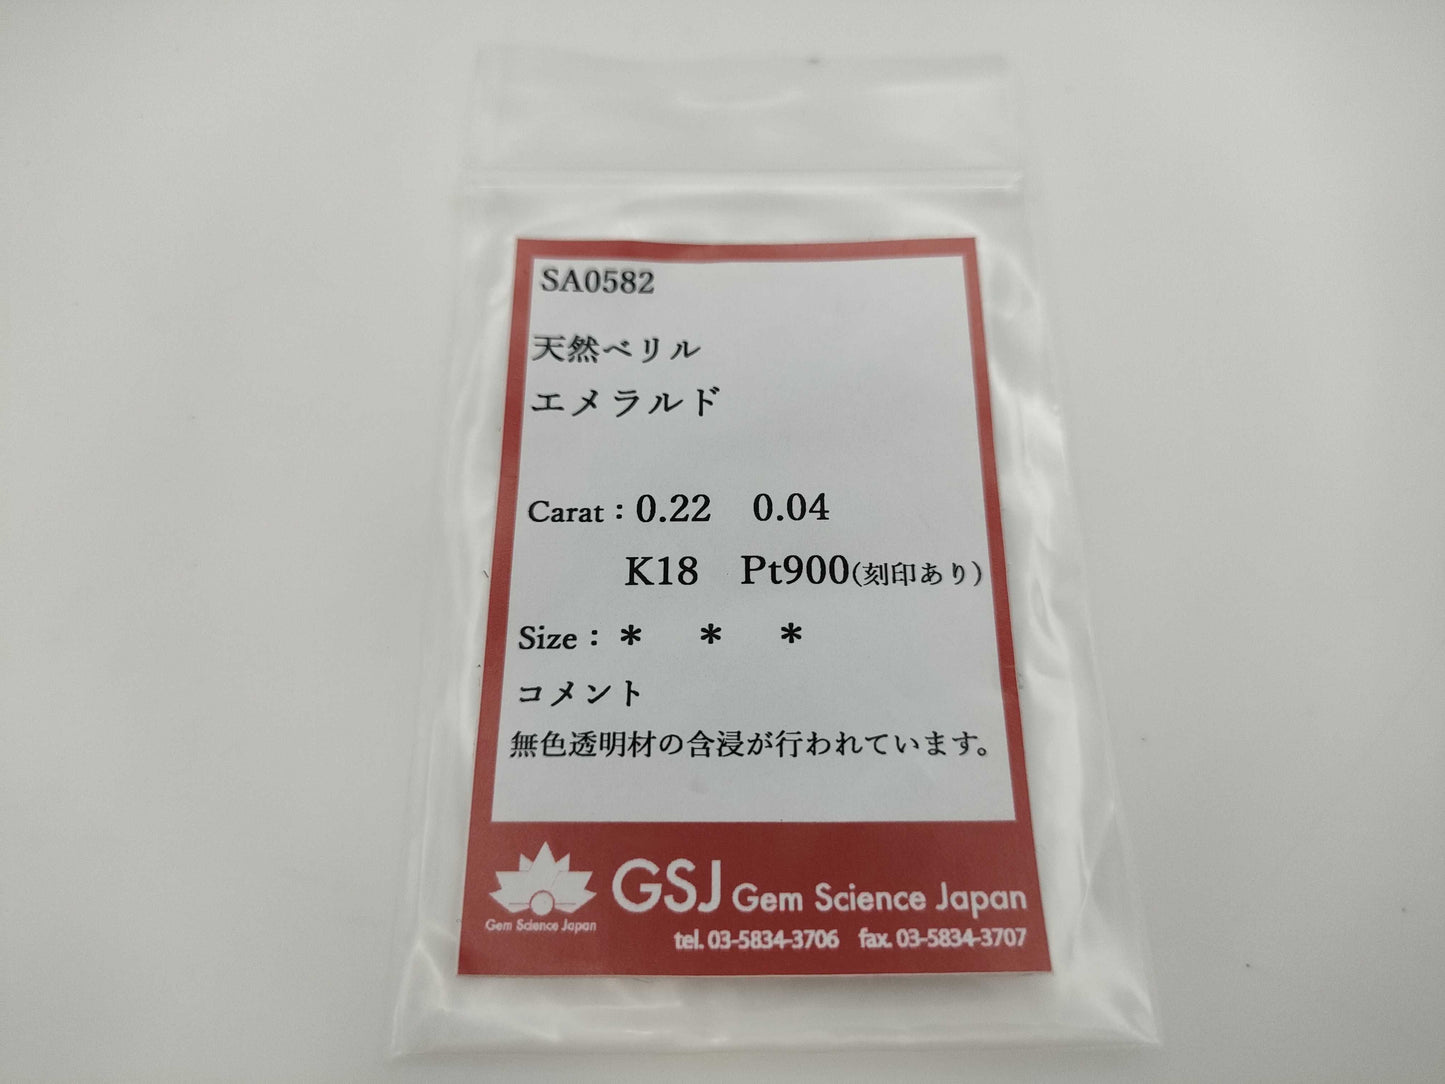 SA0582
天然ベリル
エメラルド
Carat：0.22 0.04
K18 Pt900(刻印あり)
Size：＊ ＊ ＊
コメント
無色透明材の含浸が行われています。
GSJ Gem Science Japan
Gem Science Japan
tel. 03-5834-3706 fax. 03-5834-3707